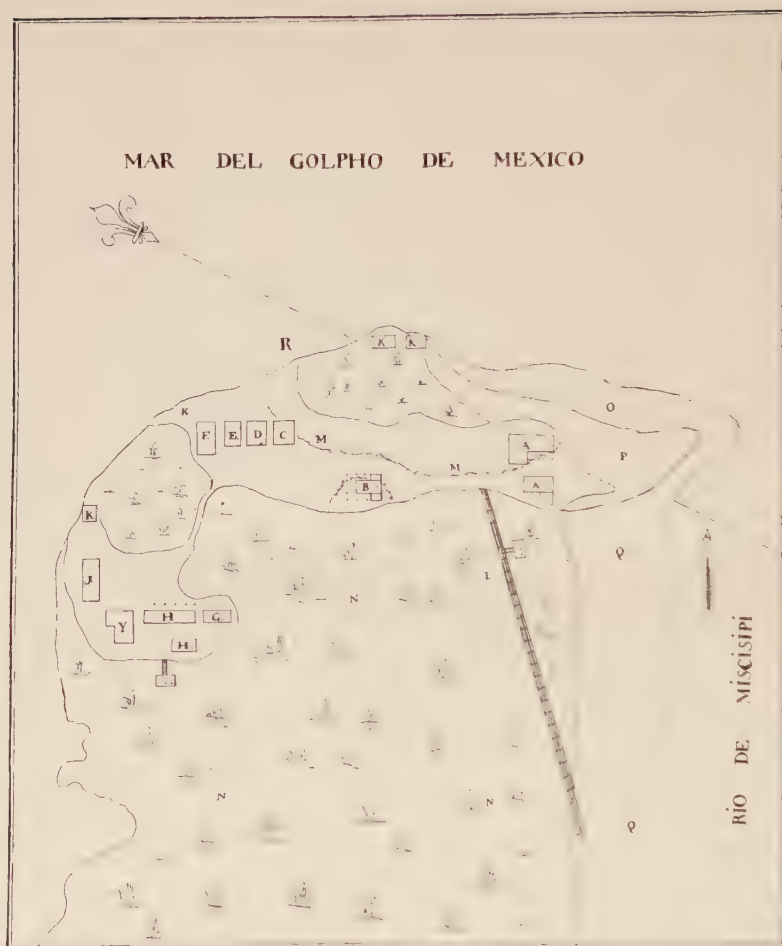 MAR DEL GOLPHO DE MEXICO
K K
R
O
K
F. E. D. C
M
A
P
M
B
A
K
Q
J.
I
N
H G.
Y
H
RIO DE MISCISIPI
N
N
Q